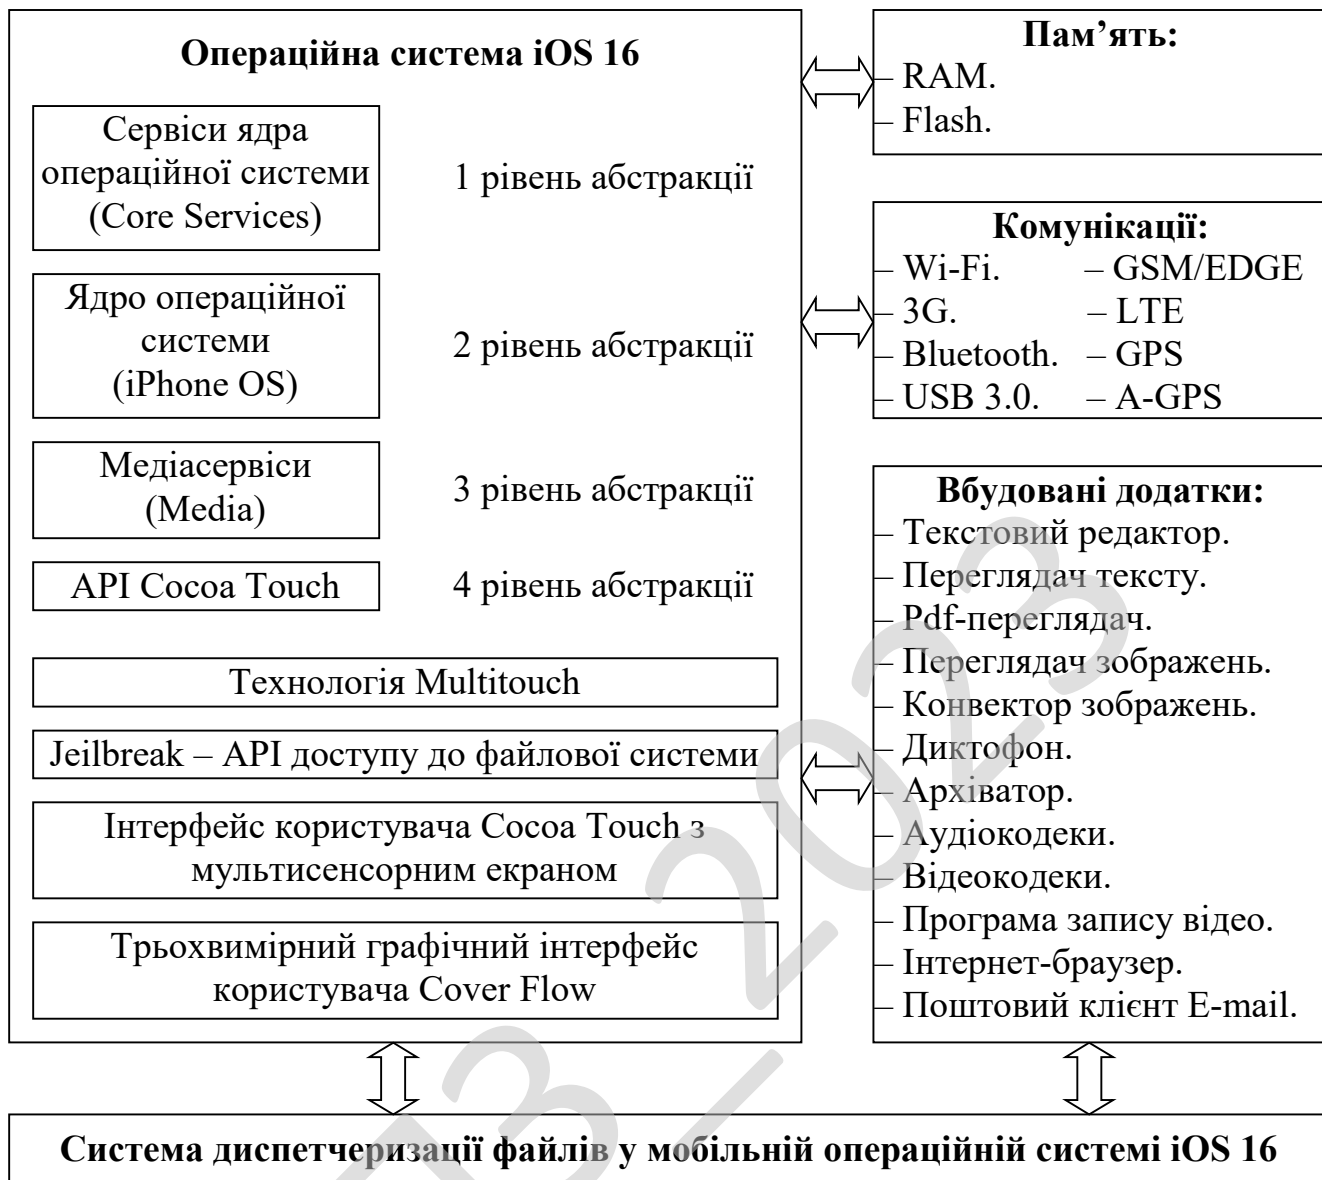 Операційна система iOS 16
Сервіси ядра
операційної системи
(Core Services)
1 рівень абстракції
Ядро операційної
системи
(iPhone OS)
2 рівень абстракції
Медіасервіси
(Media)
3 рівень абстракції
API Cocoa Touch
4 рівень абстракції
Технологія Multitouch
Jeilbreak – API доступу до файлової системи
Інтерфейс користувача Cocoa Touch з
мультисенсорним екраном
Трьохвимірний графічний інтерфейс
користувача Cover Flow
Пам’ять:
– RAM.
– Flash.
Комунікації:
– Wi-Fi. – GSM/EDGE
– 3G. – LTE
– Bluetooth. – GPS
– USB 3.0. – A-GPS
Вбудовані додатки:
– Текстовий редактор.
– Переглядач тексту.
– Pdf-переглядач.
– Переглядач зображень.
– Конвектор зображень.
– Диктофон.
– Архіватор.
– Аудіокодеки.
– Відеокодеки.
– Програма запису відео.
– Інтернет-браузер.
– Поштовий клієнт E-mail.
Система диспетчеризації файлів у мобільній операційній системі iOS 16
_2023